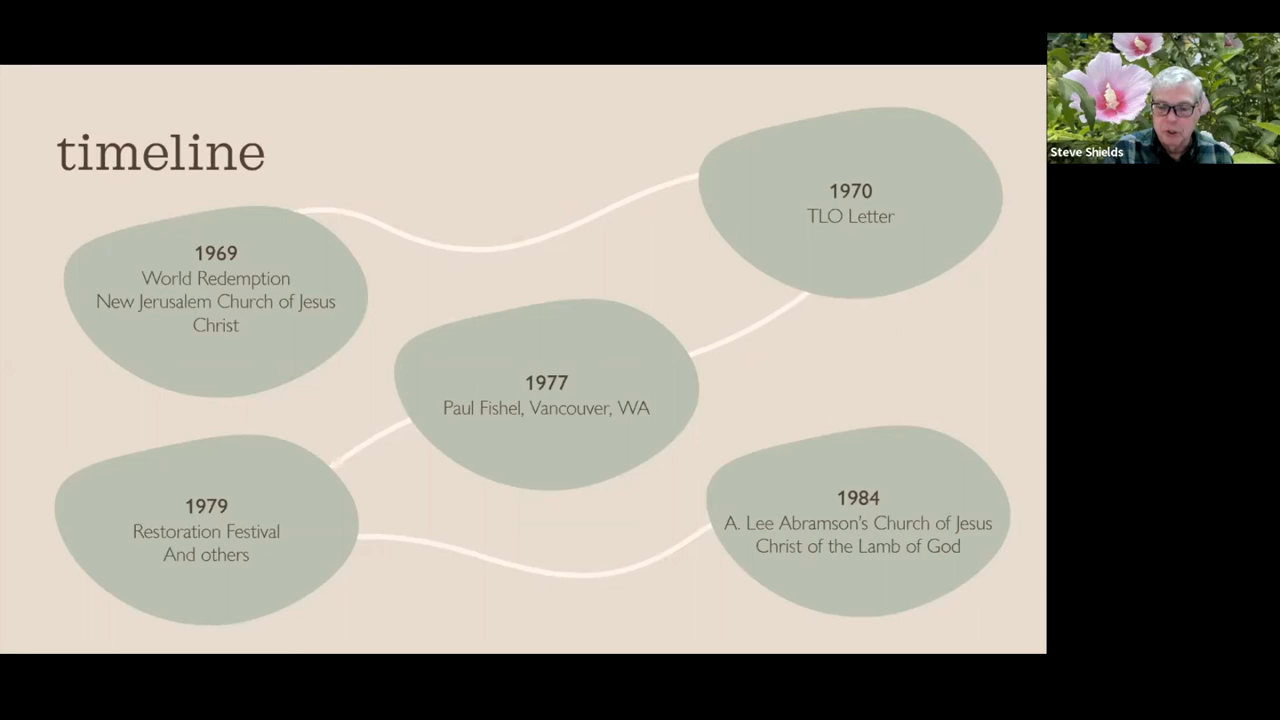 timeline
1969
World Redemption
New Jerusalem Church of Jesus
Christ
1970
TLO Letter
1977
Paul Fishel, Vancouver, WA
1979
Restoration Festival
And others
1984
A. Lee Abramson's Church of Jesus
Christ of the Lamb of God
Steve Shields